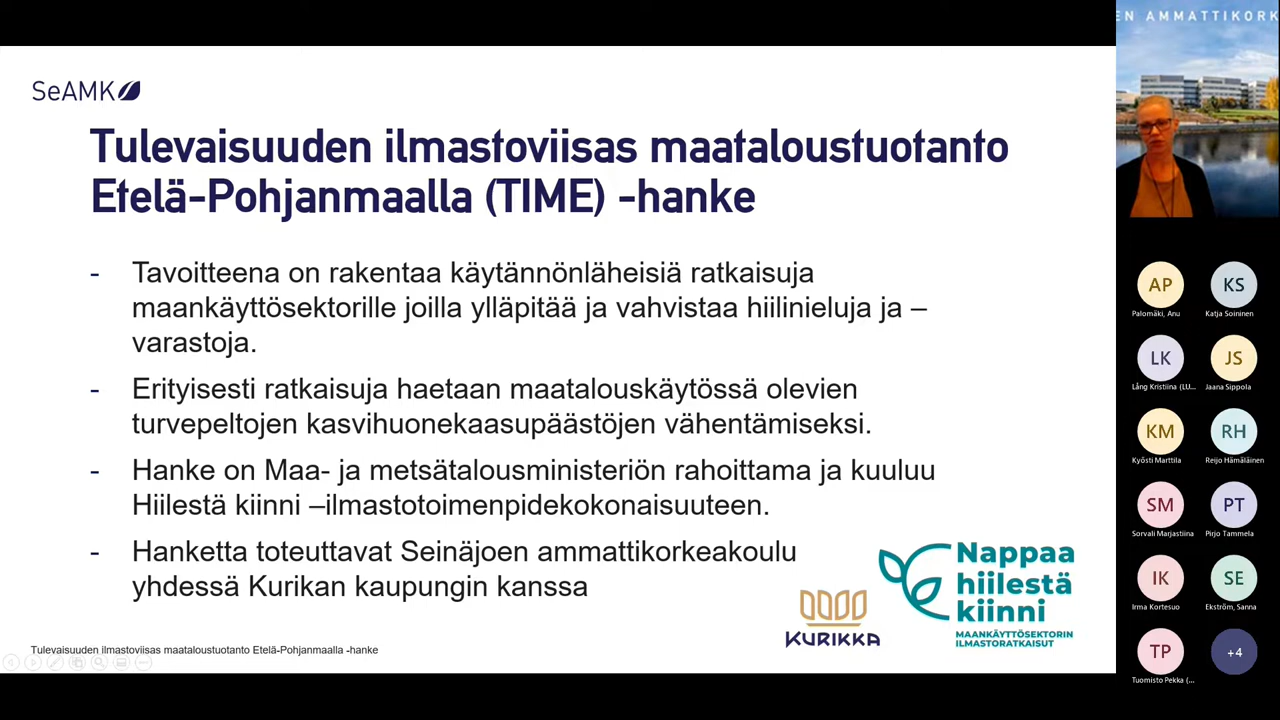 EN AMMATTIKORK
SeAMK
Tulevaisuuden ilmastoviisas maataloustuotanto
Etelä-Pohjanmaalla (TIME) -hanke
- Tavoitteena on rakentaa käytännönläheisiä ratkaisuja
maankäyttösektorille joilla ylläpitää ja vahvistaa hiilinieluja ja –
varastoja.
- Erityisesti ratkaisuja haetaan maatalouskäytössä olevien
turvepeltojen kasvihuonekaasupäästöjen vähentämiseksi.
- Hanke on Maa- ja metsätalousministeriön rahoittama ja kuuluu
Hiilestä kiinni –ilmastotoimenpidekokonaisuuteen.
- Hanketta toteuttavat Seinäjoen ammattikorkeakoulu
yhdessä Kurikan kaupungin kanssa
KURIKKA
Nappaa
hiilestä
kiinni
MAANKÄYTTÖSEKTORIN
ILMASTORATKAISUT
Tulevaisuuden ilmastoviisas maataloustuotanto Etelä-Pohjanmaalla -hanke
AP KS
Palomäki, Anu Katja Soininen
LK JS
Lång Kristiina (LU... Jaana Sippola
KM RH
Kyösti Marttila Reijo Hämäläinen
SM PT
Sorvali Marjastiina Pirjo Tammela
IK SE
Irma Kortesuo Ekström, Sanna
TP +4
Tuomisto Pekka (...